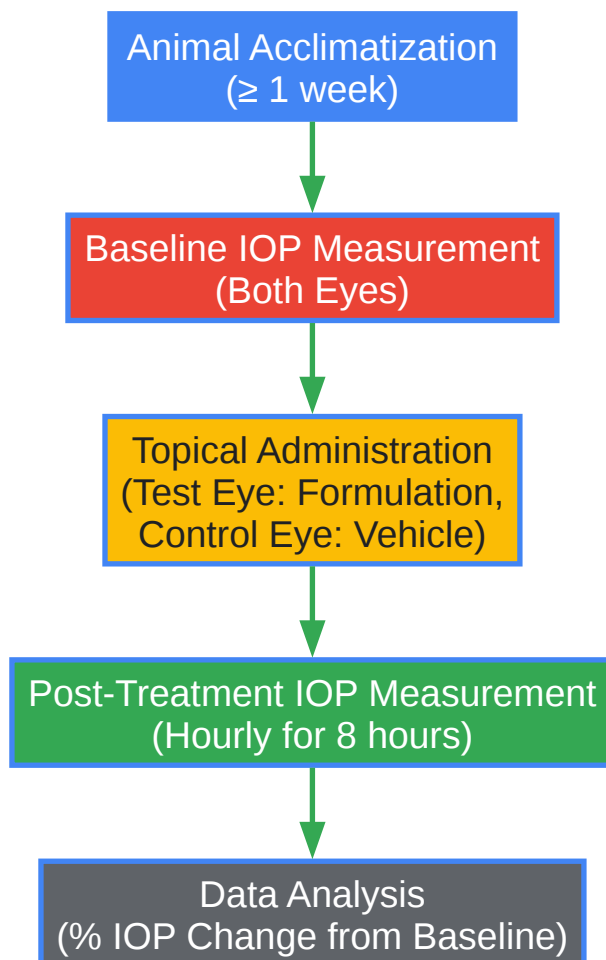 Animal Acclimatization
(≥ 1 week)
Baseline IOP Measurement
(Both Eyes)
Topical Administration
(Test Eye: Formulation,
Control Eye: Vehicle)
Post-Treatment IOP Measurement
(Hourly for 8 hours)
Data Analysis
(% IOP Change from Baseline)